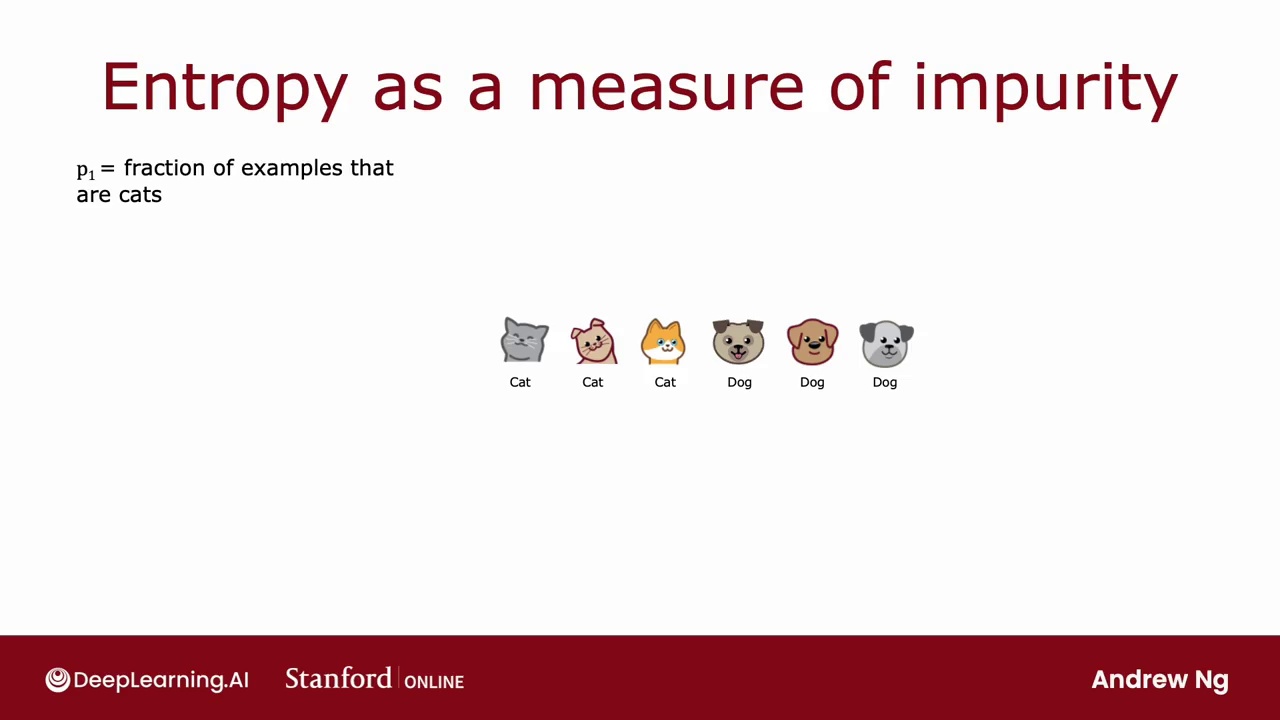 Entropy as a measure of impurity
p₁ = fraction of examples that
are cats
Cat Cat Cat Dog Dog Dog
DeepLearning.AI Stanford ONLINE Andrew Ng